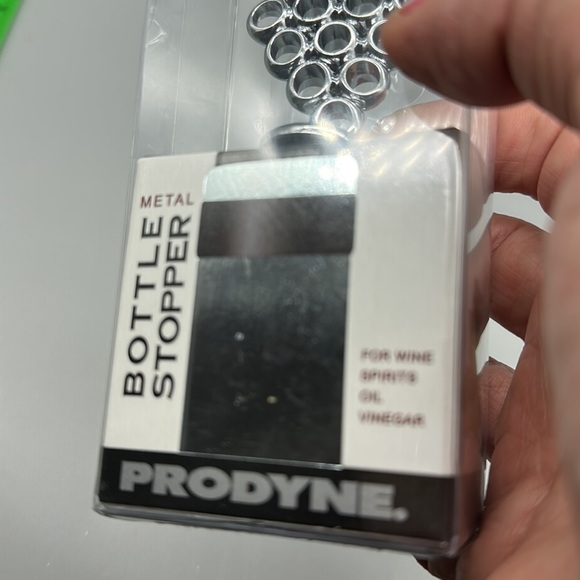 METAL
BOTTLE
STOPPER
FOR WINE
SPIRITS
OIL
VINEGAR
PRODYNE.